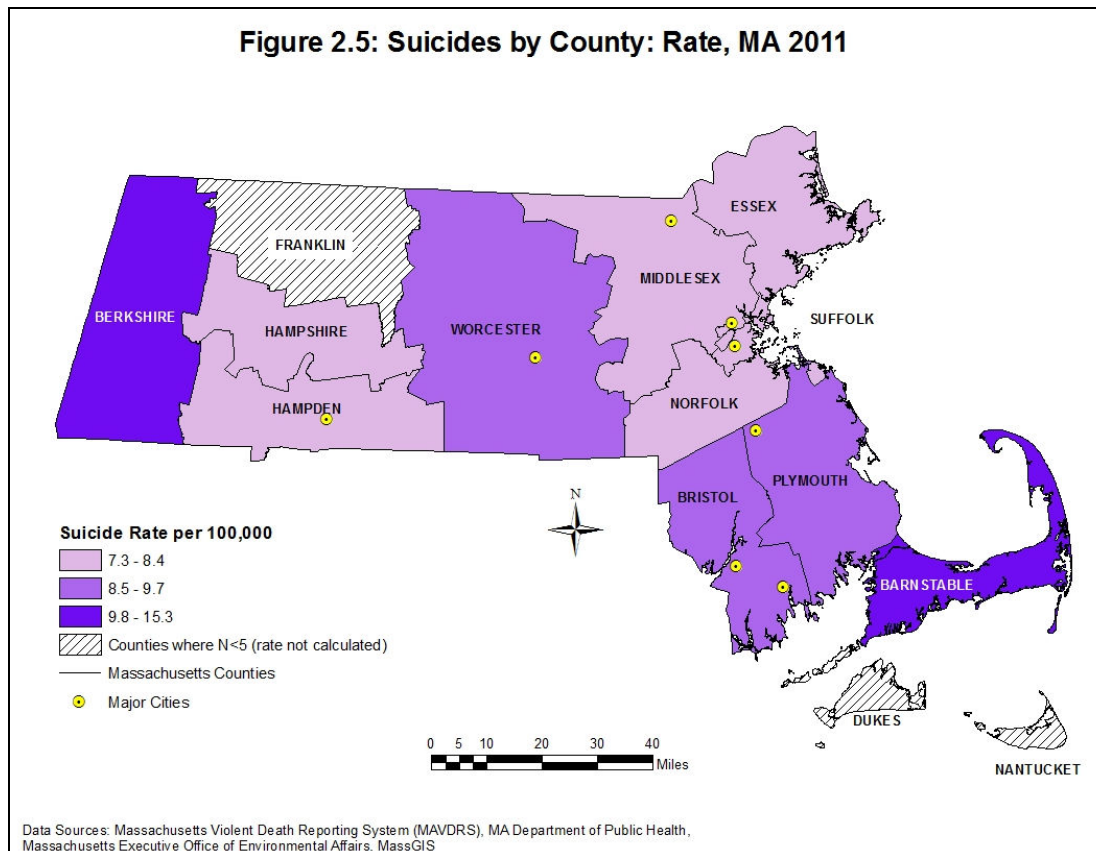 Figure 2.5: Suicides by County: Rate, MA 2011
ESSEX
FRANKLIN
MIDDLESEX
BERKSHIRE
SUFFOLK
HAMPSHIRE
WORCESTER
NORFOLK
HAMPDEN
PLYMOUTH
BRISTOL
N
Suicide Rate per 100,000
7.3 - 8.4
8.5 - 9.7
9.8 - 15.3
Counties where N<5 (rate not calculated)
Massachusetts Counties
Major Cities
BARNSTABLE
DUKES
NANTUCKET
0 5 10 20 30 40
Miles
Data Sources: Massachusetts Violent Death Reporting System (MAVDRS), MA Department of Public Health,
Massachusetts Executive Office of Environmental Affairs, MassGIS